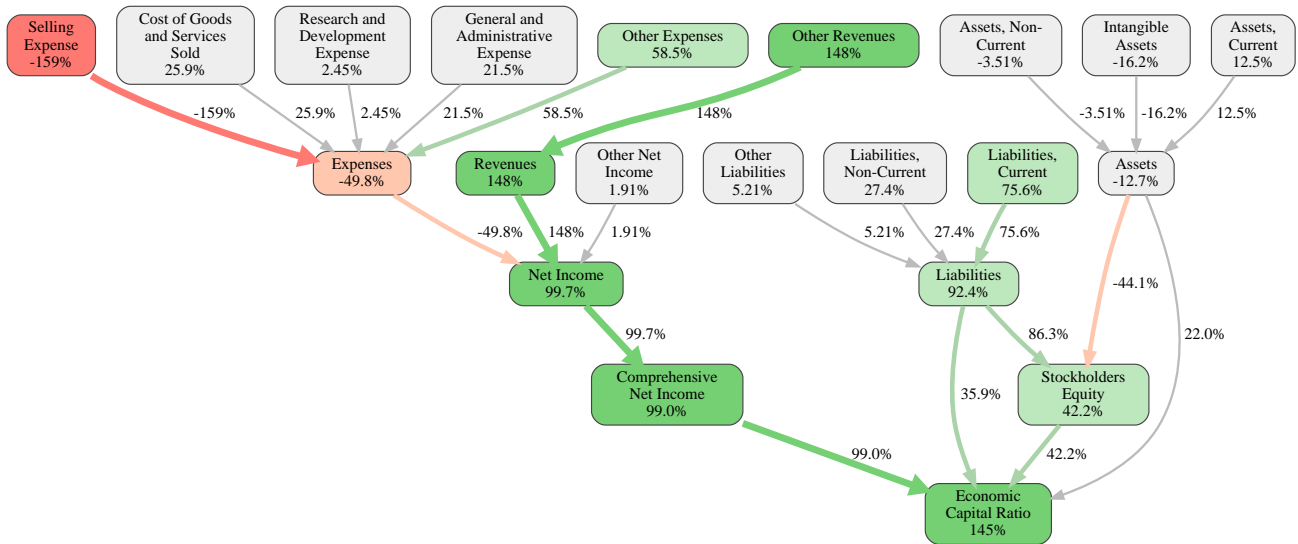 Selling
Expense
-159%
Cost of Goods
and Services
Sold
25.9%
Research and
Development
Expense
2.45%
General and
Administrative
Expense
21.5%
Other Expenses
58.5%
Other Revenues
148%
Assets, Non-
Current
-3.51%
Intangible
Assets
-16.2%
Assets,
Current
12.5%
-159%
25.9%
2.45%
21.5%
58.5%
148%
-3.51%
-16.2%
12.5%
Expenses
-49.8%
Revenues
148%
Other Net
Income
1.91%
Other
Liabilities
5.21%
Liabilities,
Non-Current
27.4%
Liabilities,
Current
75.6%
Assets
-12.7%
-49.8%
148%
1.91%
5.21%
27.4%
75.6%
-44.1%
22.0%
Net Income
99.7%
Liabilities
92.4%
99.7%
86.3%
35.9%
Comprehensive
Net Income
99.0%
Stockholders
Equity
42.2%
99.0%
42.2%
Economic
Capital Ratio
145%